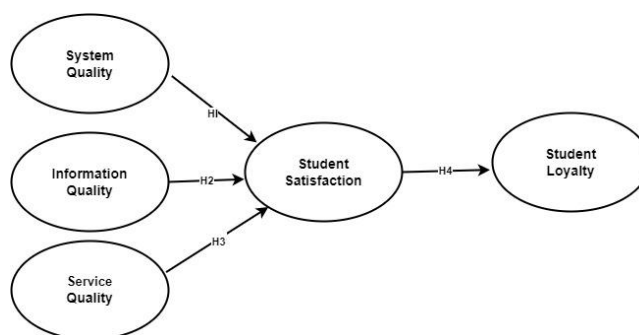 System
Quality
HI
Information
Quality
H2
Service
Quality
H3
Student
Satisfaction
H4
Student
Loyalty